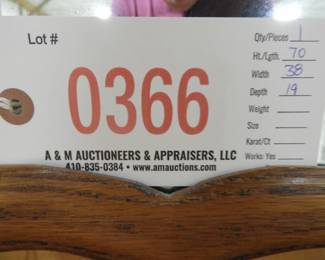 Lot #
0366
A & M AUCTIONEERS & APPRAISERS, LLC
410-835-0384 • www.amauctions.com
Qty/Pieces 1
Ht./Lgth. 70
Width 38
Depth 19
Weight
Size
Karat/Ct
Works: Yes